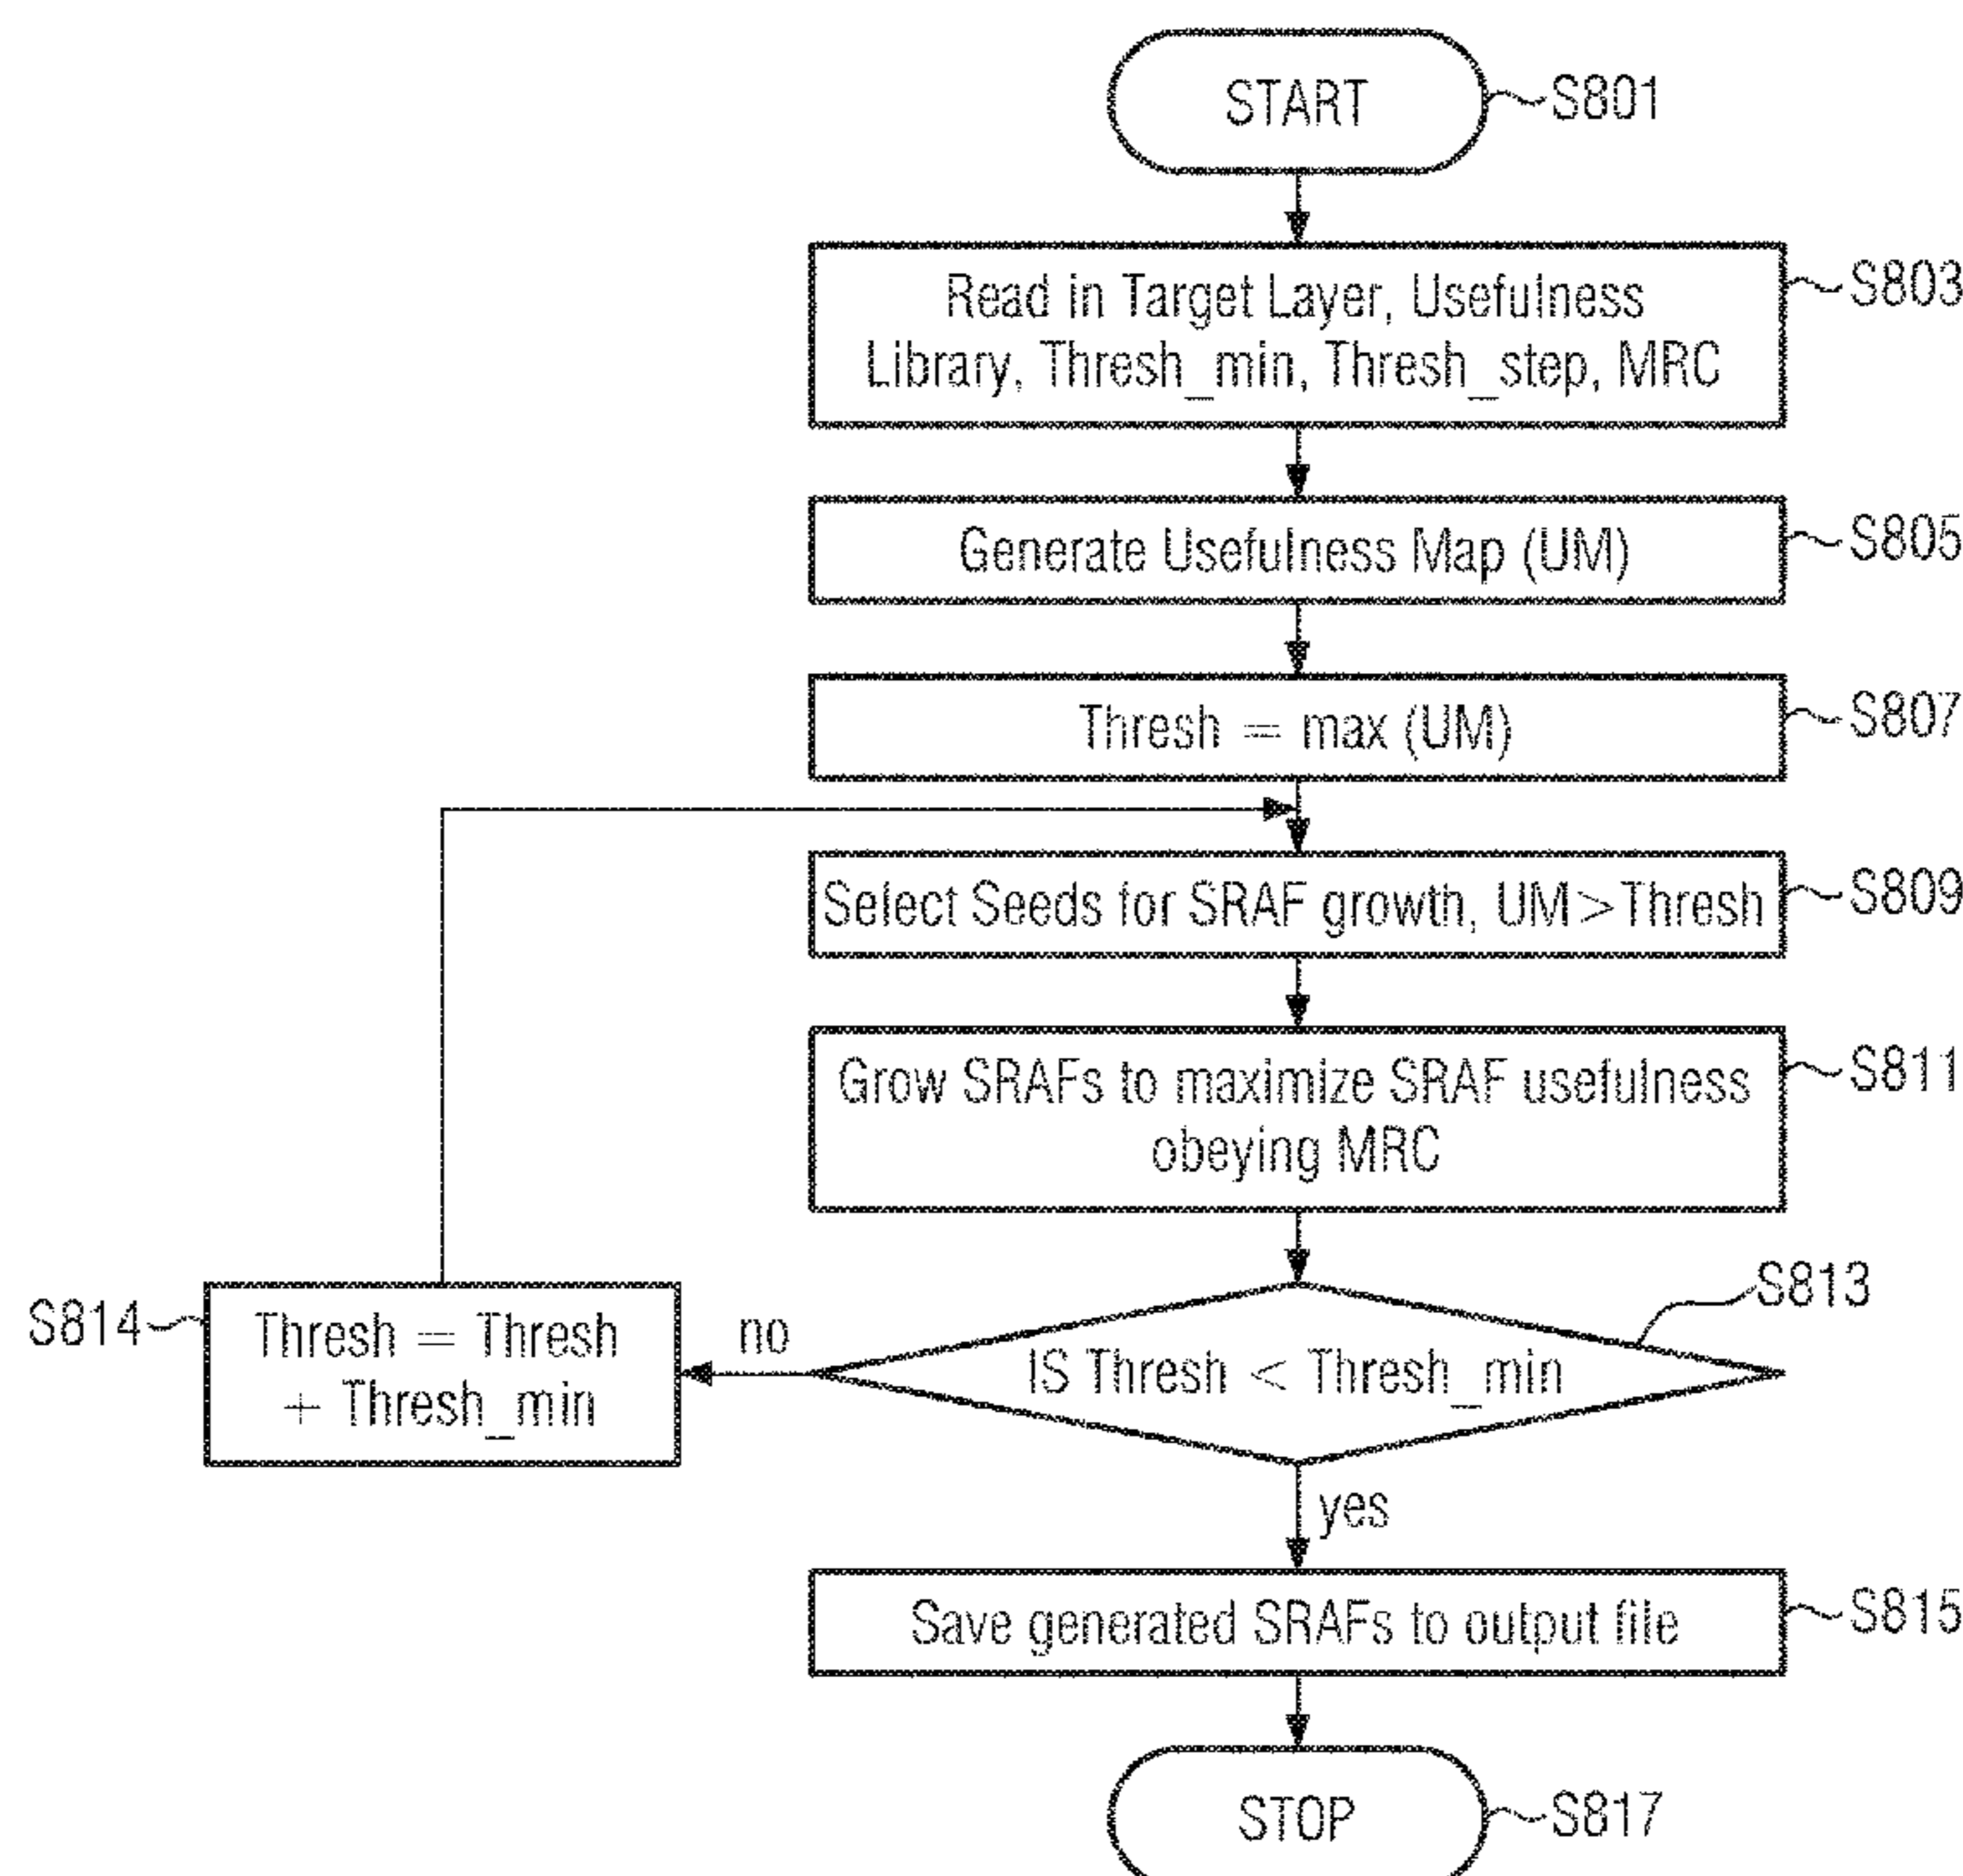 START
S801
Read in Target Layer, Usefulness
Library, Thresh_min, Thresh_step, MRC
S803
Generate Usefulness Map (UM)
S805
Thresh = max (UM)
S807
Select Seeds for SRAF growth, UM>Thresh
S809
Grow SRAFs to maximize SRAF usefulness
obeying MRC
S811
S813
IS Thresh < Thresh_min
no
S814
Thresh = Thresh
+ Thresh_min
yes
Save generated SRAFs to output file
S815
STOP
S817